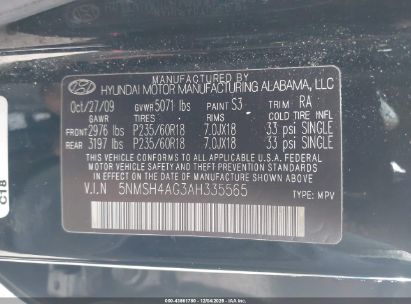 MANUFACTURED BY
HYUNDAI MOTOR MANUFACTURING ALABAMA, LLC
Oct/27/09 GVWR 5071 lbs PAINT S3 TRIM RA
GAWR TIRE RIM COLD TIRE INFL
FRONT 2976 lbs P235/60R18 7.0JX18 33 psi SINGLE
REAR 3197 lbs P235/60R18 7.0JX18 33 psi SINGLE
THIS VEHICLE CONFORMS TO ALL APPLICABLE U.S. FEDERAL
MOTOR VEHICLE SAFETY, BUMPER, AND THEFT PREVENTION
STANDARDS IN EFFECT ON THE DATE OF MANUFACTURE
SHOWN ABOVE.
V.I.N 5NMSH4AG3AH335565
TYPE: MPV
C18